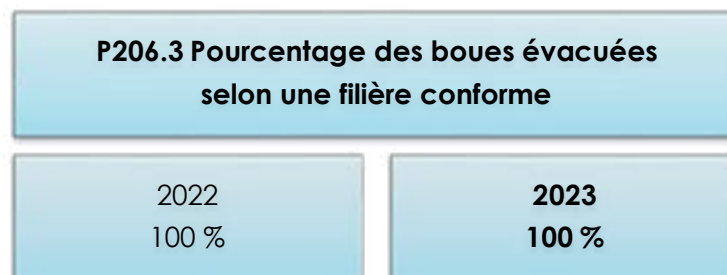 P206.3 Pourcentage des boues évacuées
selon une filière conforme
2022
100 %
2023
100 %